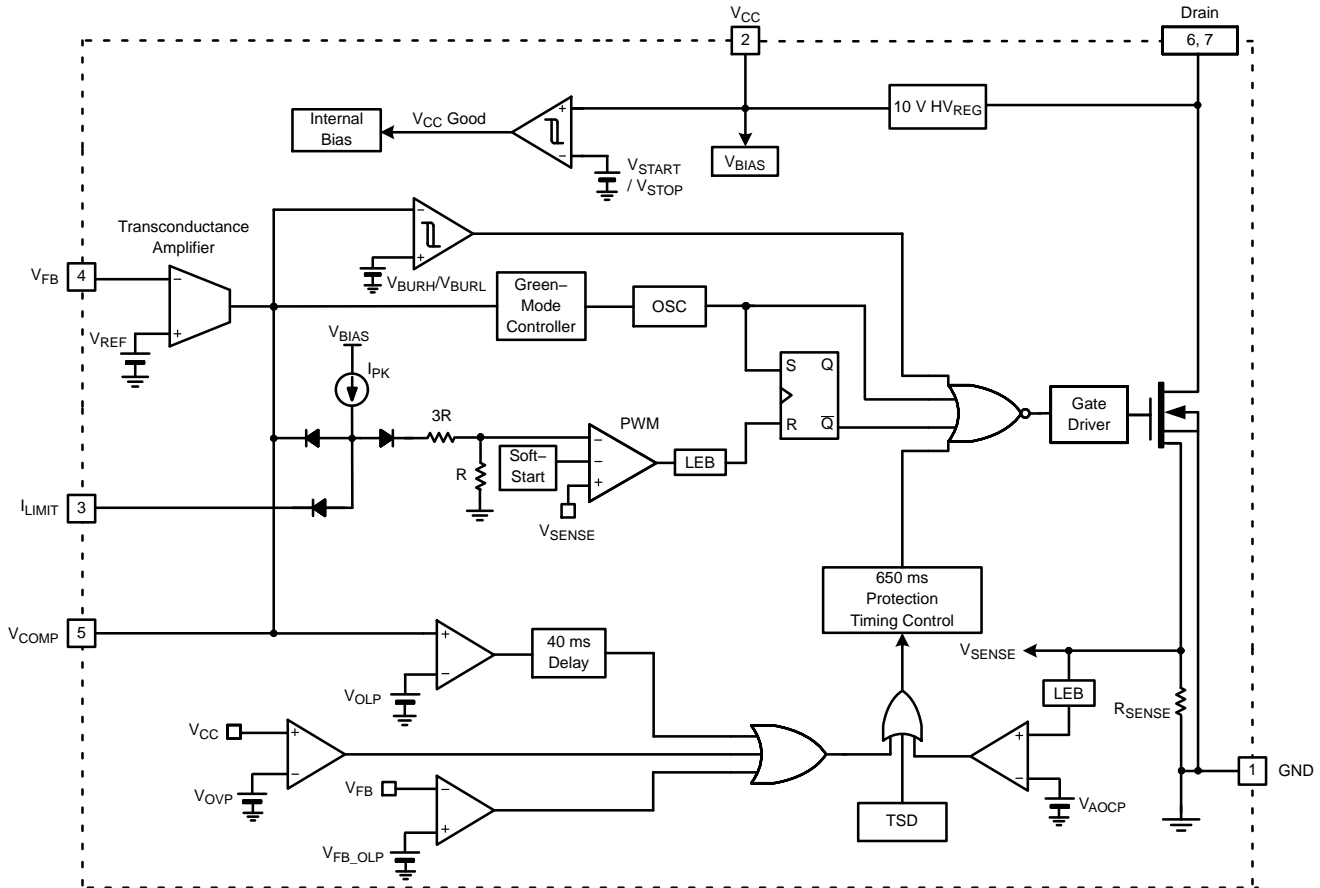 VCC
2
Drain
6, 7
Internal
Bias
VCC Good
+
−
VSTART
/ VSTOP
10 V HVREG
VBIAS
Transconductance
Amplifier
VFB
4
−
+
VREF
−
+
VBURH/VBURL
Green−
Mode
Controller
OSC
VBIAS
IPK
3R
R
Soft−
Start
PWM
−
−
+
VSENSE
LEB
S
Q
R
Q
Gate
Driver
ILIMIT
3
650 ms
Protection
Timing Control
VCOMP
5
+
−
VOLP
40 ms
Delay
VSENSE
LEB
RSENSE
VCC
+
−
VOVP
VFB
−
+
VFB_OLP
TSD
+
−
VAOCP
1
GND